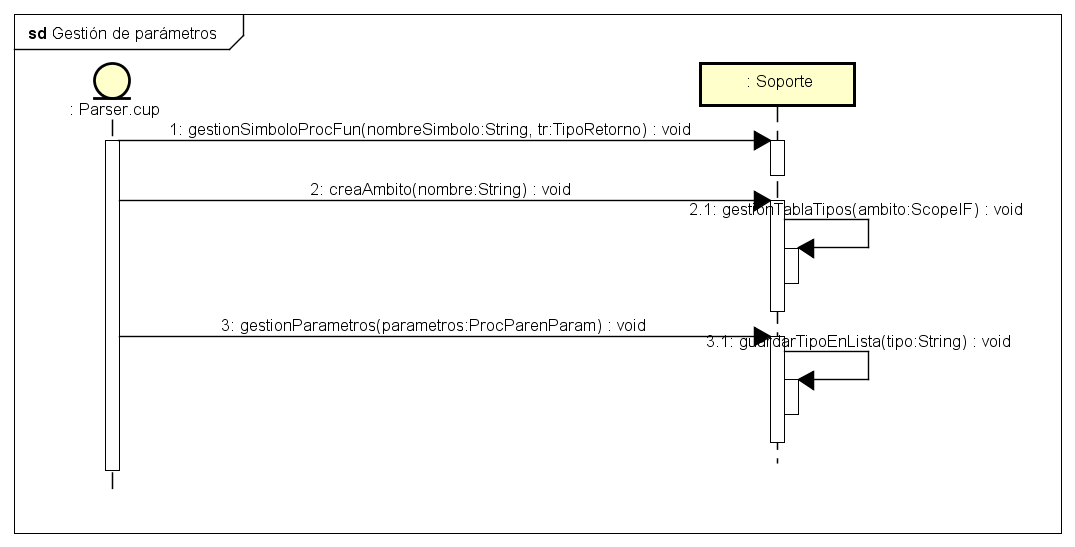 sd Gestión de parámetros
: Parser.cup
: Soporte
1: gestionSimboloProcFun(nombreSimbolo:String, tr:TipoRetorno) : void
2: creaAmbito(nombre:String) : void
2.1: gestionTablaTipos(ambito:ScopeIF) : void
3: gestionParametros(parametros:ProcParenParam) : void
3.1: guardarTipoEnLista(tipo:String) : void